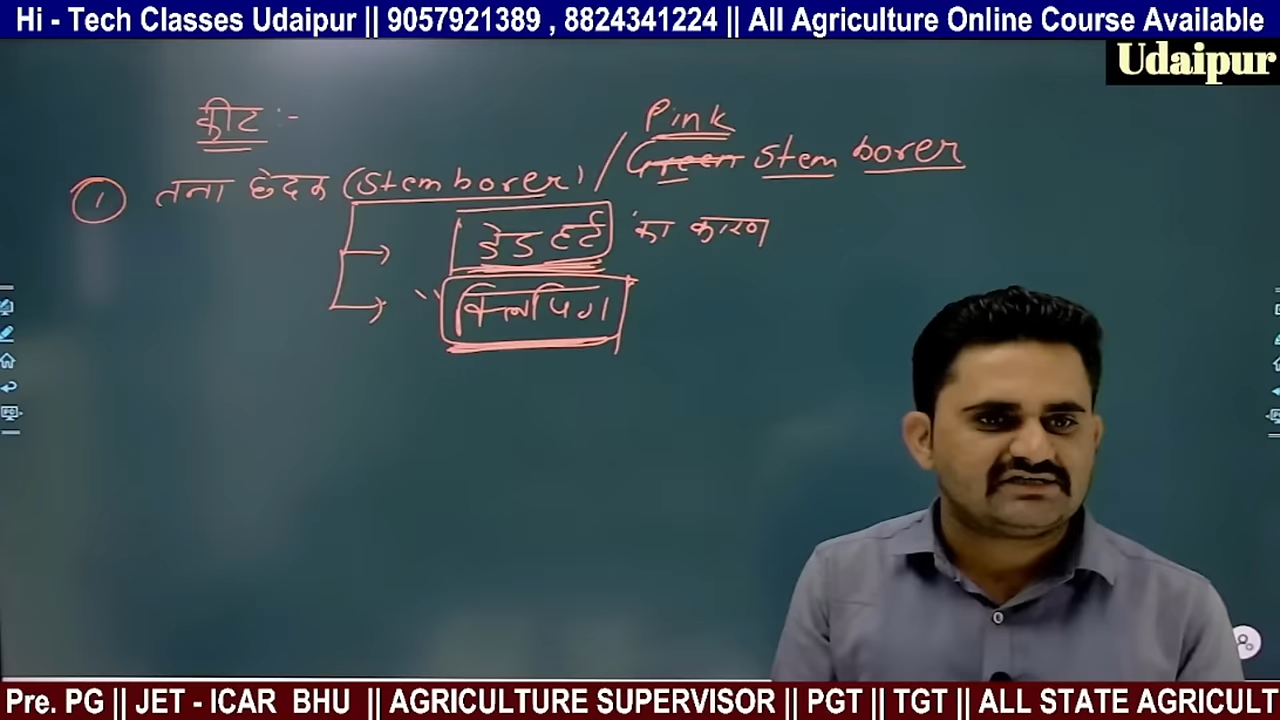 Hi - Tech Classes Udaipur || 9057921389 , 8824341224 || All Agriculture Online Course Available
Udaipur
कीट :-
Pink
① तना छेदक (Stem borer) / Green Stem borer
डेड हर्ट का कारण
क्लिपिंग
Pre. PG || JET - ICAR BHU || AGRICULTURE SUPERVISOR || PGT || TGT || ALL STATE AGRICULT